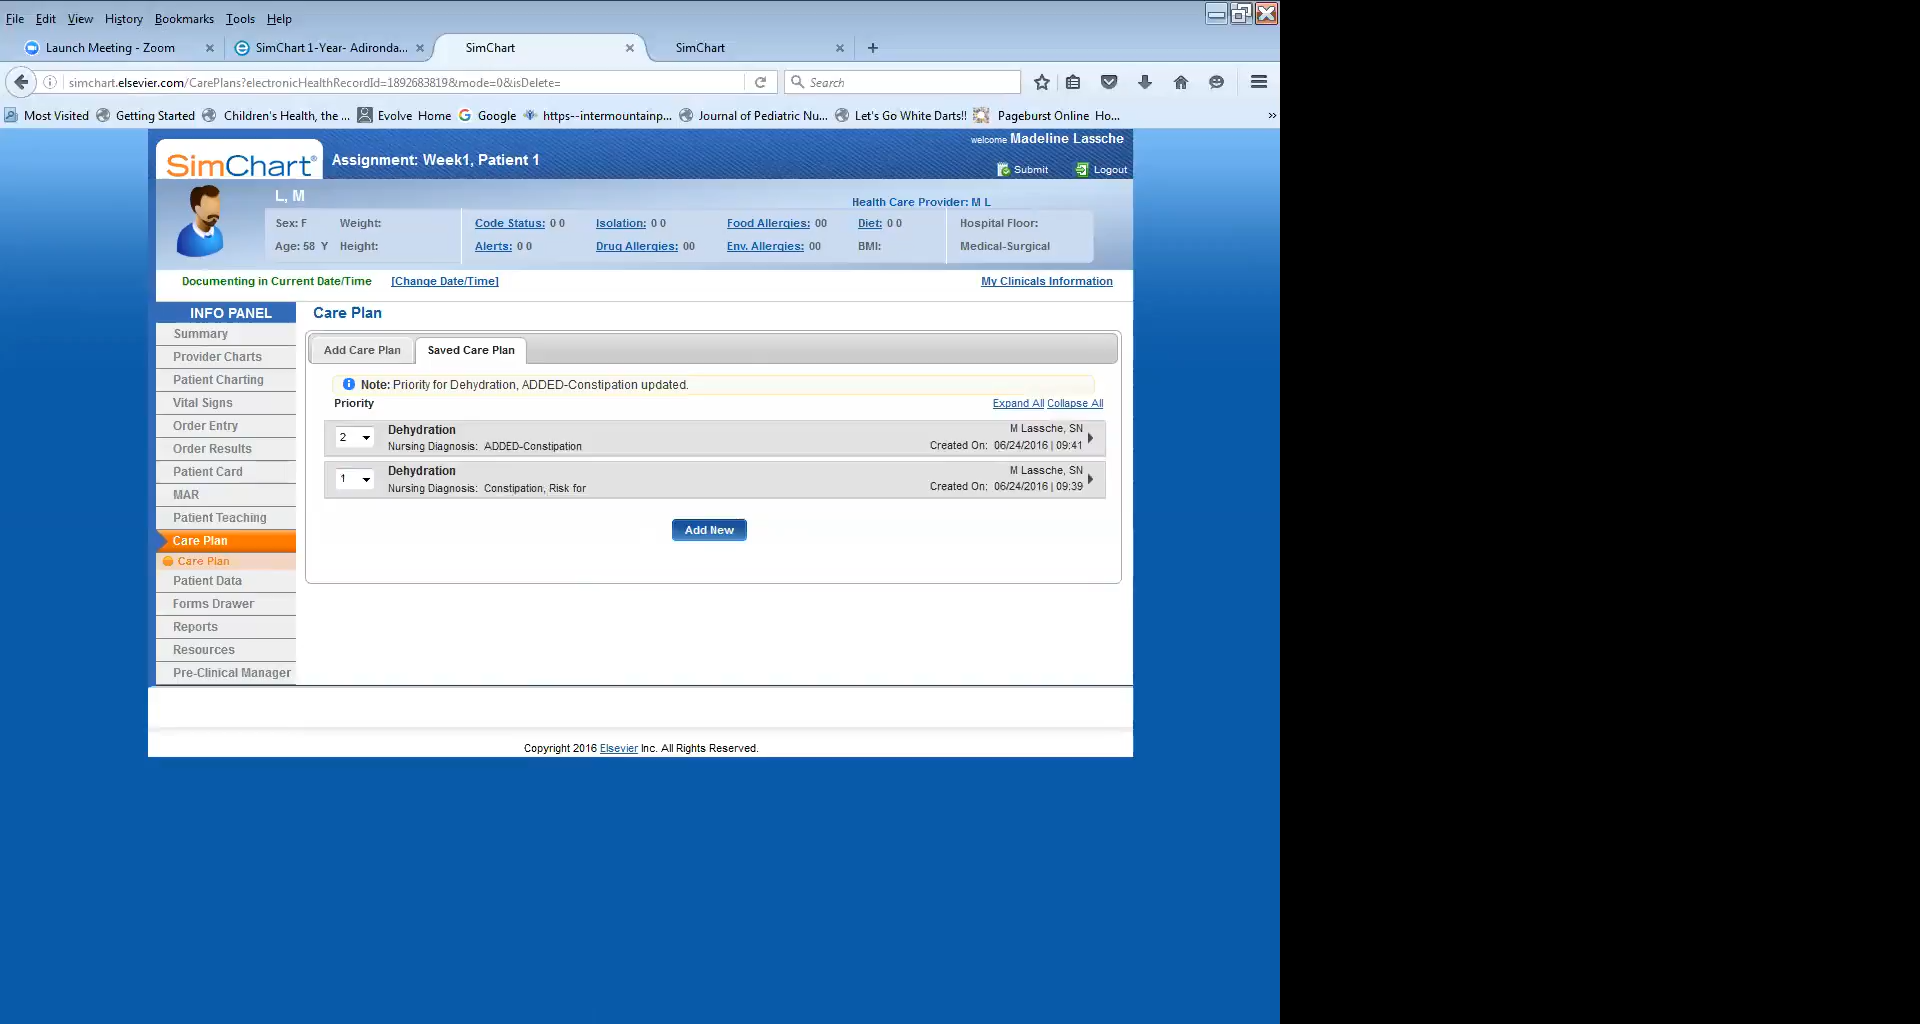 File Edit View History Bookmarks Tools Help
Launch Meeting - Zoom × SimChart 1-Year- Adironda... × SimChart × SimChart × +
simchart.elsevier.com/CarePlans?electronicHealthRecordId=1892683819&mode=0&isDelete= Search
Most Visited Getting Started Children's Health, the ... Evolve Home Google https--intermountainp... Journal of Pediatric Nu... Let's Go White Darts!! Pageburst Online Ho... »
SimChart® Assignment: Week1, Patient 1 welcome Madeline Lassche
Submit Logout
L, M Health Care Provider: M L
Sex: F Weight: Code Status: 0 0 Isolation: 0 0 Food Allergies: 00 Diet: 0 0 Hospital Floor:
Age: 58 Y Height: Alerts: 0 0 Drug Allergies: 00 Env. Allergies: 00 BMI: Medical-Surgical
Documenting in Current Date/Time [Change Date/Time] My Clinicals Information
INFO PANEL
Summary
Provider Charts
Patient Charting
Vital Signs
Order Entry
Order Results
Patient Card
MAR
Patient Teaching
Care Plan
Care Plan
Patient Data
Forms Drawer
Reports
Resources
Pre-Clinical Manager
Care Plan
Add Care Plan Saved Care Plan
Note: Priority for Dehydration, ADDED-Constipation updated.
Priority Expand All Collapse All
2 Dehydration M Lassche, SN
Nursing Diagnosis: ADDED-Constipation Created On: 06/24/2016 | 09:41
1 Dehydration M Lassche, SN
Nursing Diagnosis: Constipation, Risk for Created On: 06/24/2016 | 09:39
Add New
Copyright 2016 Elsevier Inc. All Rights Reserved.